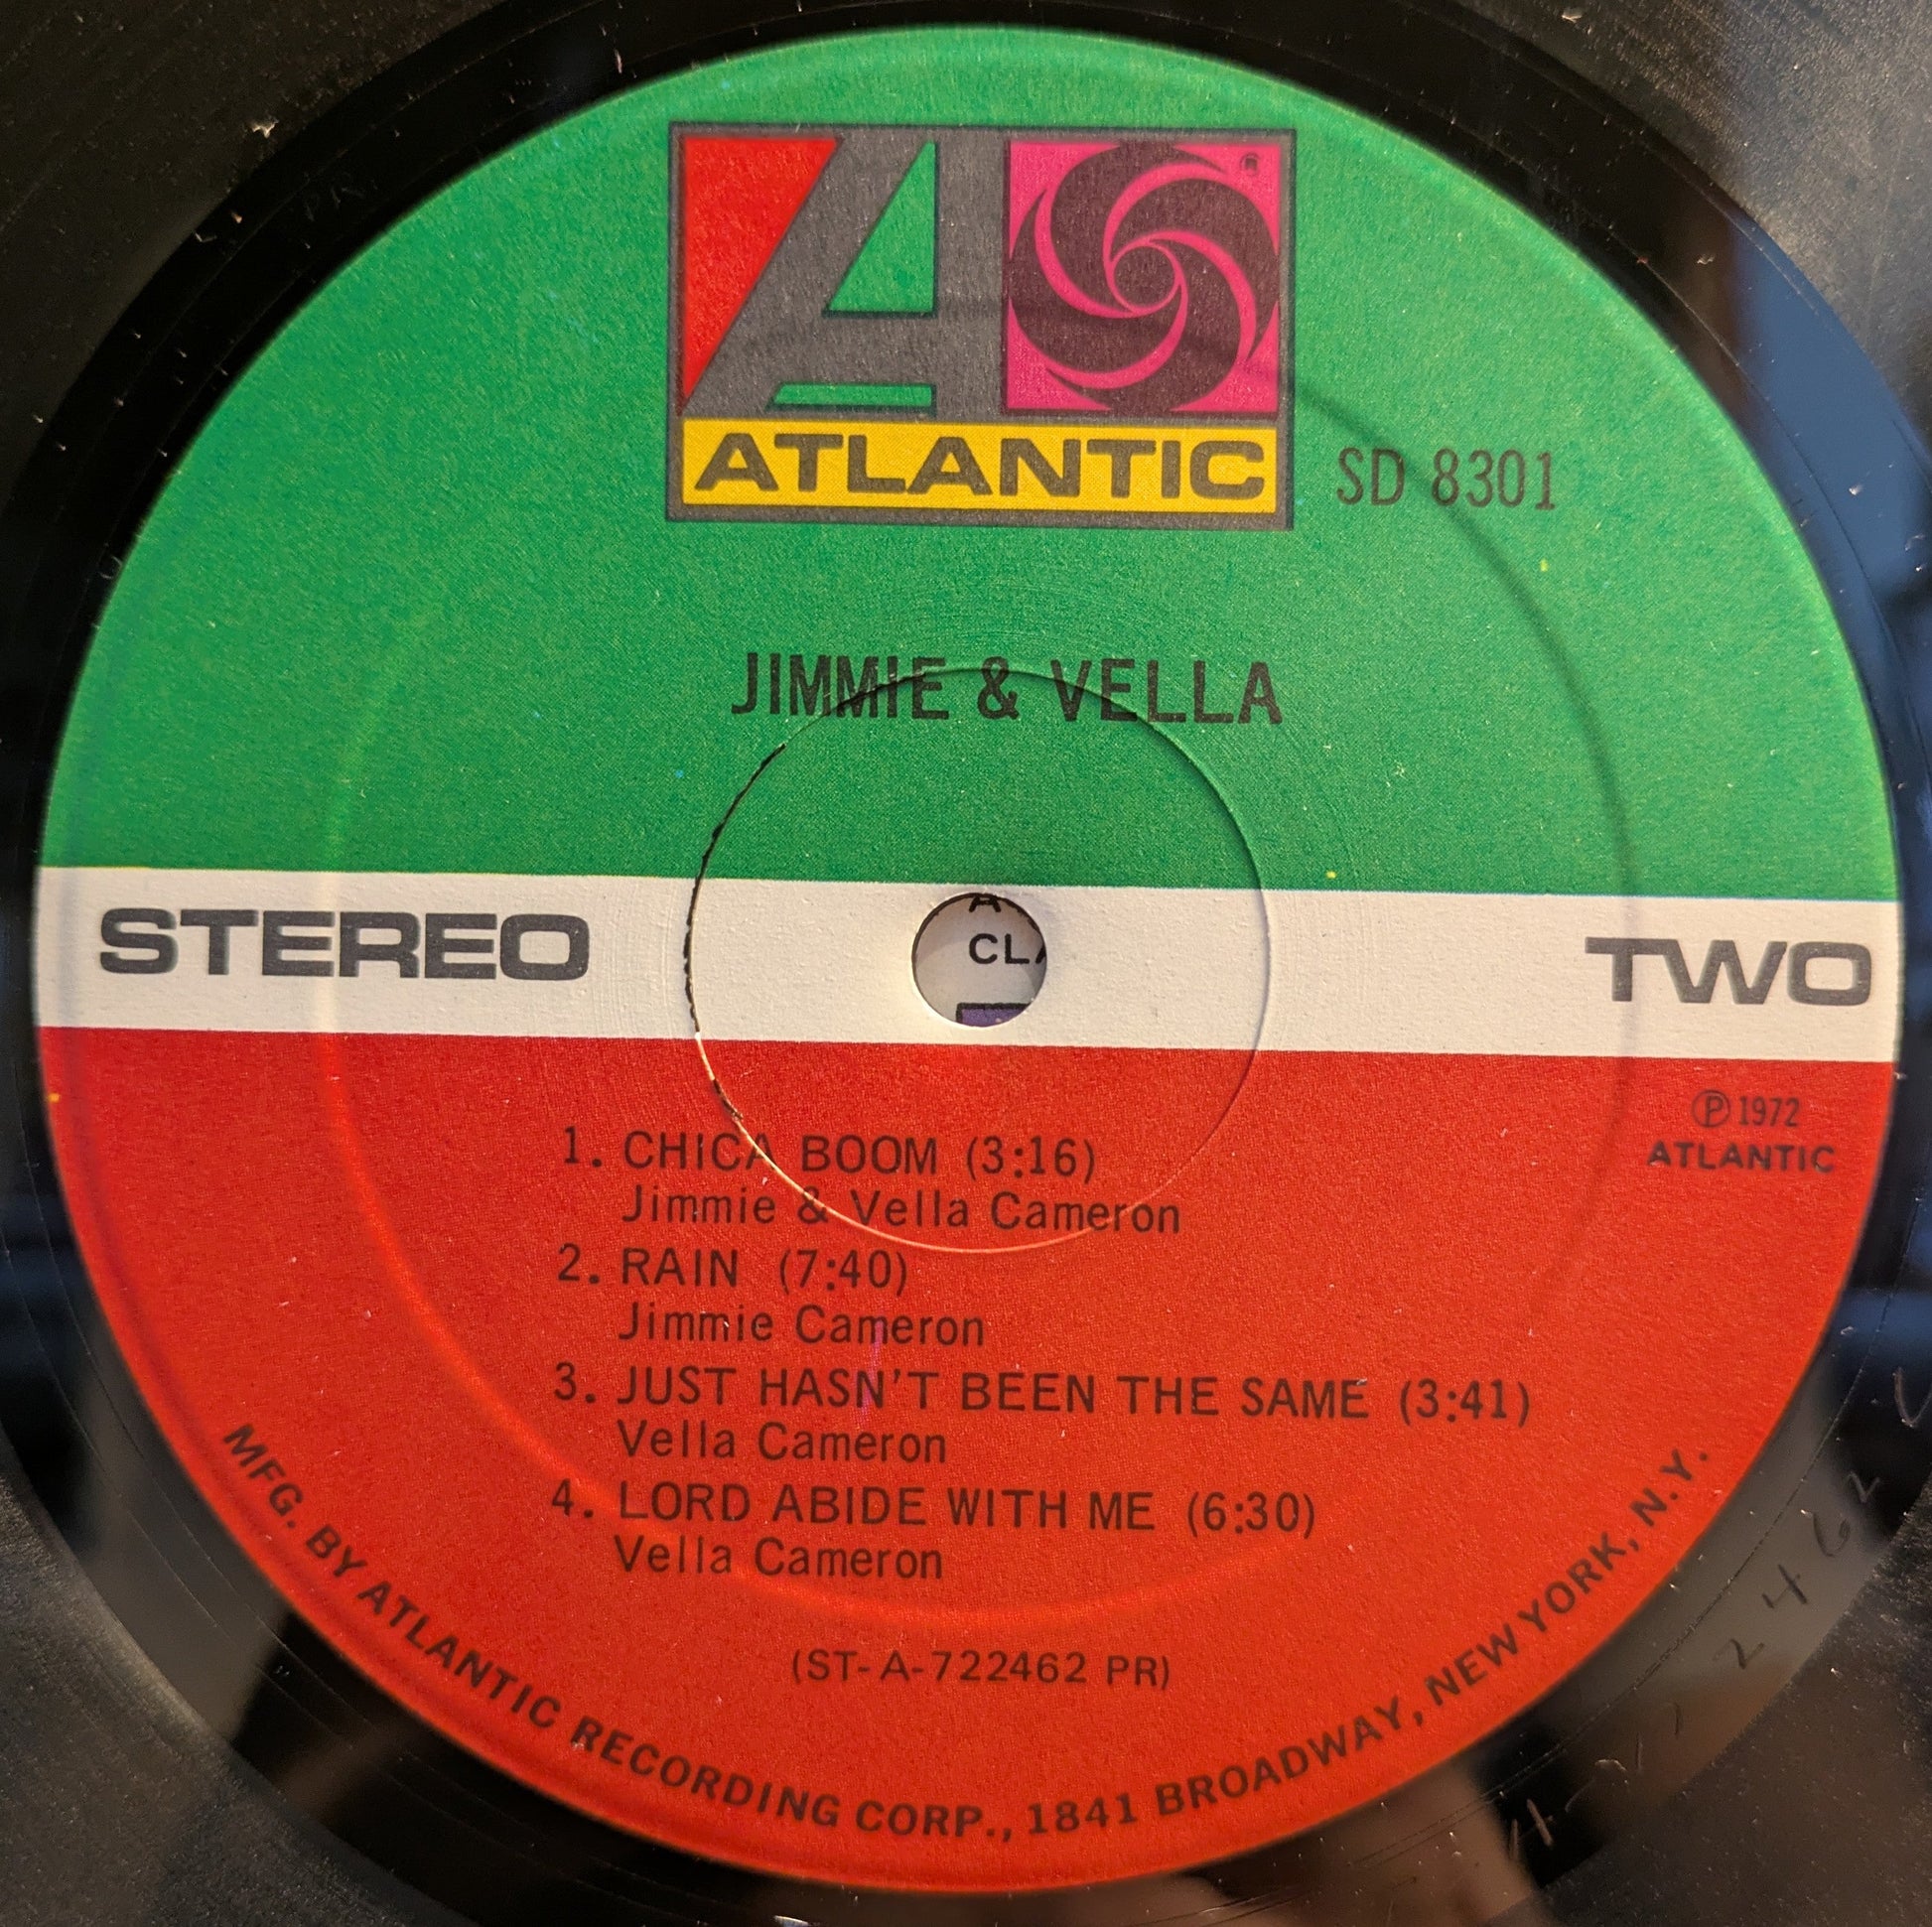 ATLANTIC
SD 8301
JIMMIE & VELLA
STEREO
CL
TWO
℗ 1972
ATLANTIC
1. CHICA BOOM (3:16)
Jimmie & Vella Cameron
2. RAIN (7:40)
Jimmie Cameron
3. JUST HASN'T BEEN THE SAME (3:41)
Vella Cameron
4. LORD ABIDE WITH ME (6:30)
Vella Cameron
(ST-A-722462 PR)
MFG. BY ATLANTIC RECORDING CORP., 1841 BROADWAY, NEW YORK, N.Y.